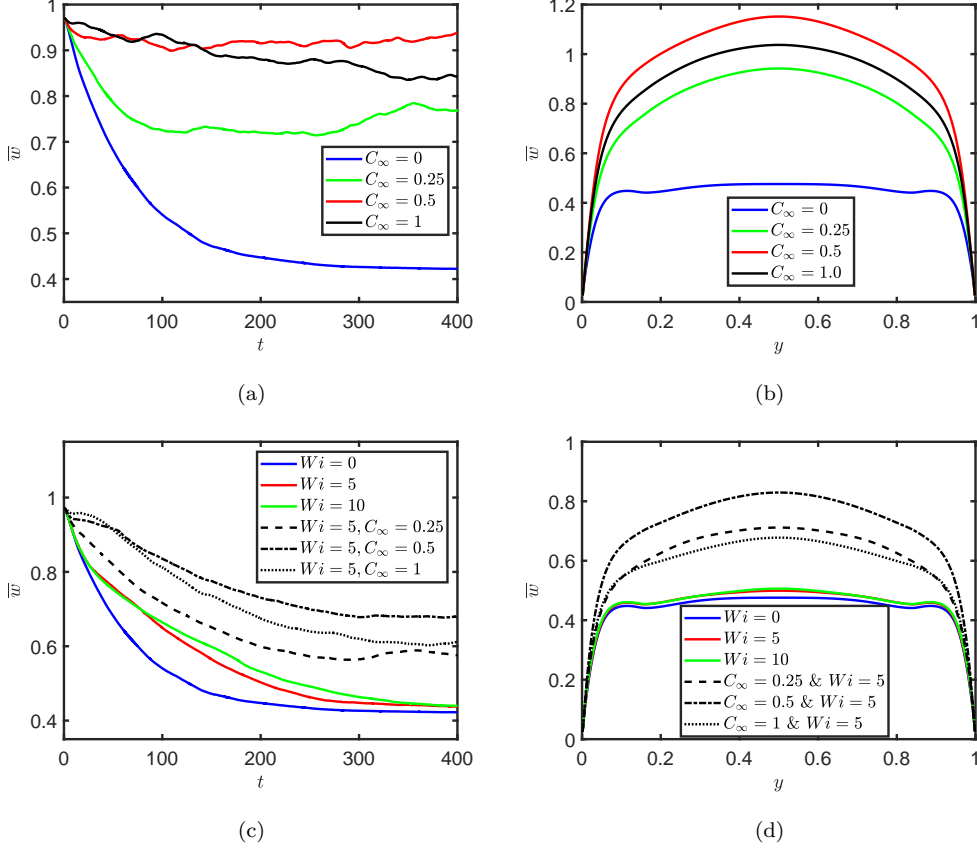 1
0.9
0.8
0.7
0.6
0.5
0.4
0 100 200 300 400
t
w̅
C∞ = 0
C∞ = 0.25
C∞ = 0.5
C∞ = 1
(a)
1.2
1
0.8
0.6
0.4
0.2
0
0 0.2 0.4 0.6 0.8 1
y
w̅
C∞ = 0
C∞ = 0.25
C∞ = 0.5
C∞ = 1.0
(b)
1
0.8
0.6
0.4
0 100 200 300 400
t
w̅
Wi = 0
Wi = 5
Wi = 10
Wi = 5, C∞ = 0.25
Wi = 5, C∞ = 0.5
Wi = 5, C∞ = 1
(c)
1
0.8
0.6
0.4
0.2
0
0 0.2 0.4 0.6 0.8 1
y
w̅
Wi = 0
Wi = 5
Wi = 10
C∞ = 0.25 & Wi = 5
C∞ = 0.5 & Wi = 5
C∞ = 1 & Wi = 5
(d)